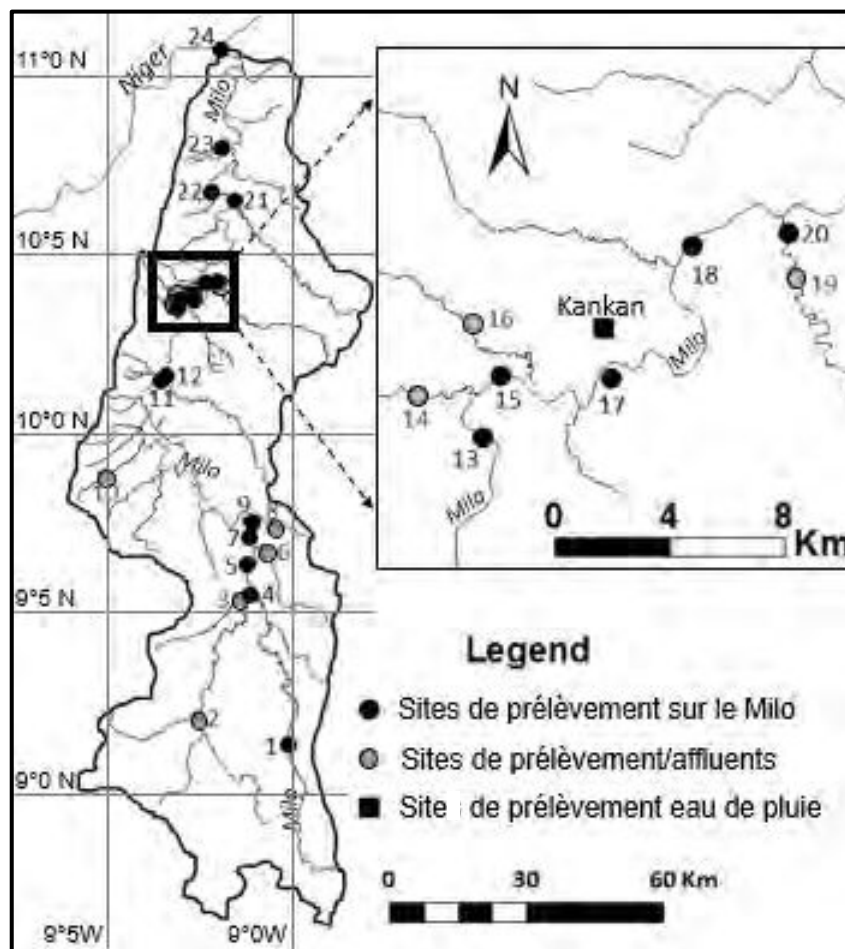 24
11°0 N
Niger
Milo
23
22
21
10°5 N
12
11
10°0 N
Milo
9
7
6
5
9°5 N
3
4
2
1
9°0 N
Milo
9°5W
9°0 W
N
20
18
19
16
Kankan
Milo
14
15
17
13
Milo
0 4 8
Km
Legend
Sites de prélèvement sur le Milo
Sites de prélèvement/affluents
Site de prélèvement eau de pluie
0 30 60 Km